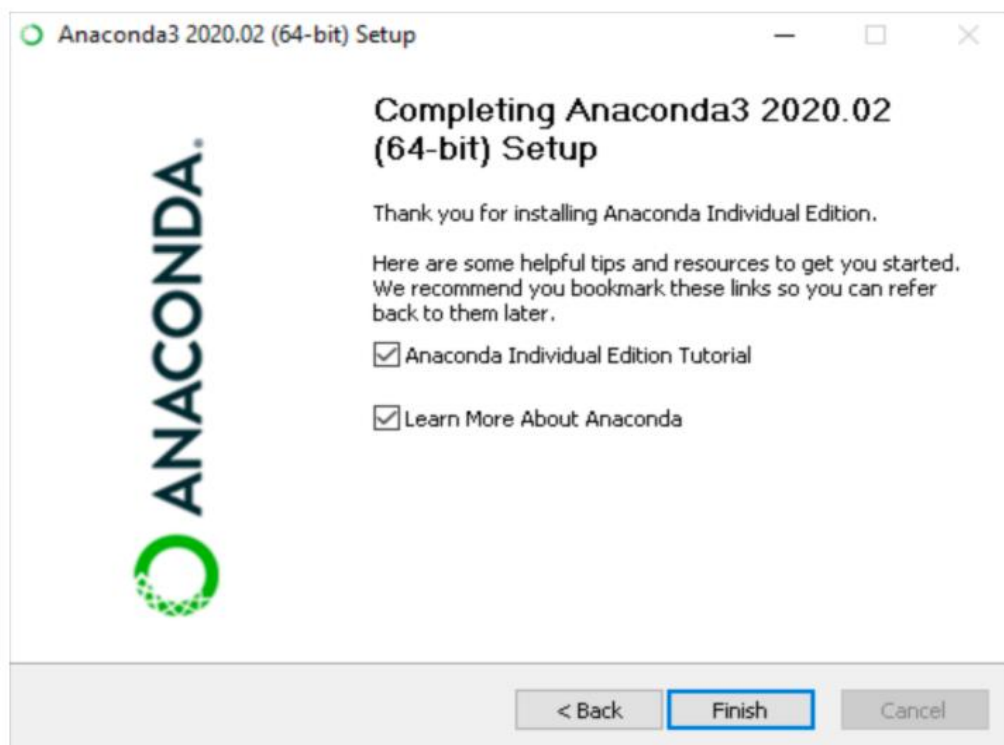 Anaconda3 2020.02 (64-bit) Setup
Completing Anaconda3 2020.02
(64-bit) Setup
Thank you for installing Anaconda Individual Edition.
Here are some helpful tips and resources to get you started.
We recommend you bookmark these links so you can refer
back to them later.
Anaconda Individual Edition Tutorial
Learn More About Anaconda
ANACONDA.
< Back
Finish
Cancel